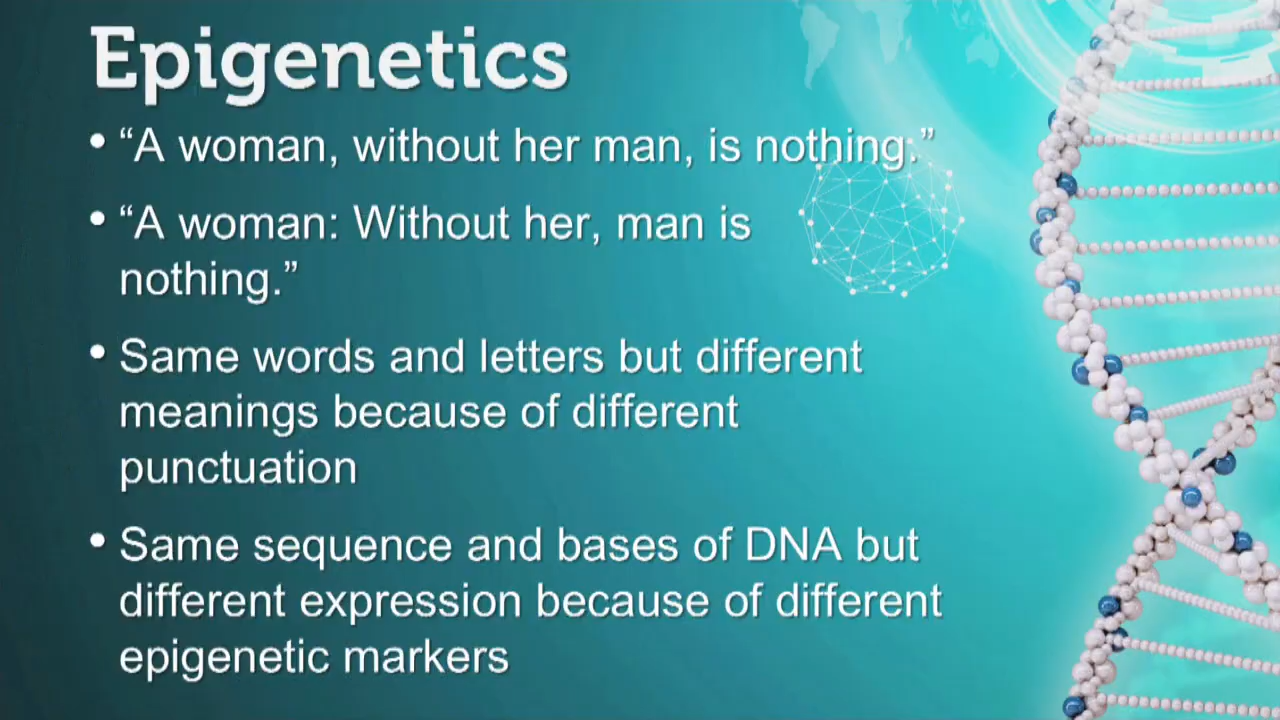 Epigenetics
• “A woman, without her man, is nothing.”
• “A woman: Without her, man is
nothing.”
• Same words and letters but different
meanings because of different
punctuation
• Same sequence and bases of DNA but
different expression because of different
epigenetic markers